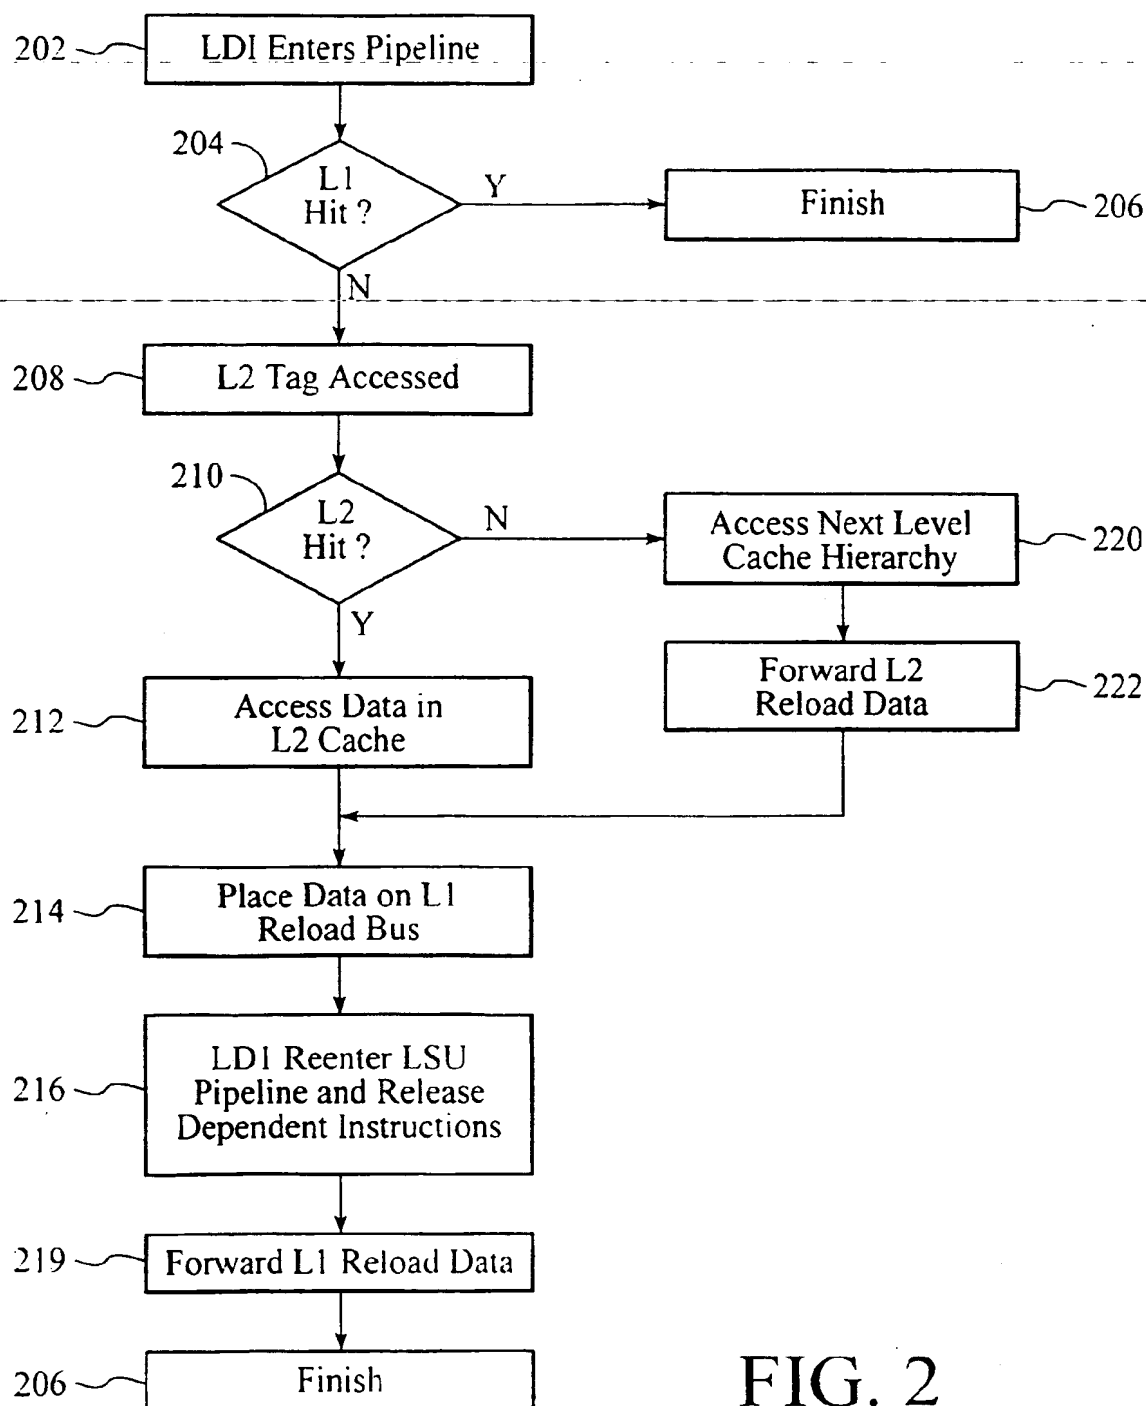 202
LDI Enters Pipeline
204
L1
Hit ?
Y
Finish
206
N
208
L2 Tag Accessed
210
L2
Hit ?
N
Access Next Level
Cache Hierarchy
220
Y
Forward L2
Reload Data
222
212
Access Data in
L2 Cache
214
Place Data on L1
Reload Bus
216
LD1 Reenter LSU
Pipeline and Release
Dependent Instructions
219
Forward L1 Reload Data
206
Finish
FIG. 2